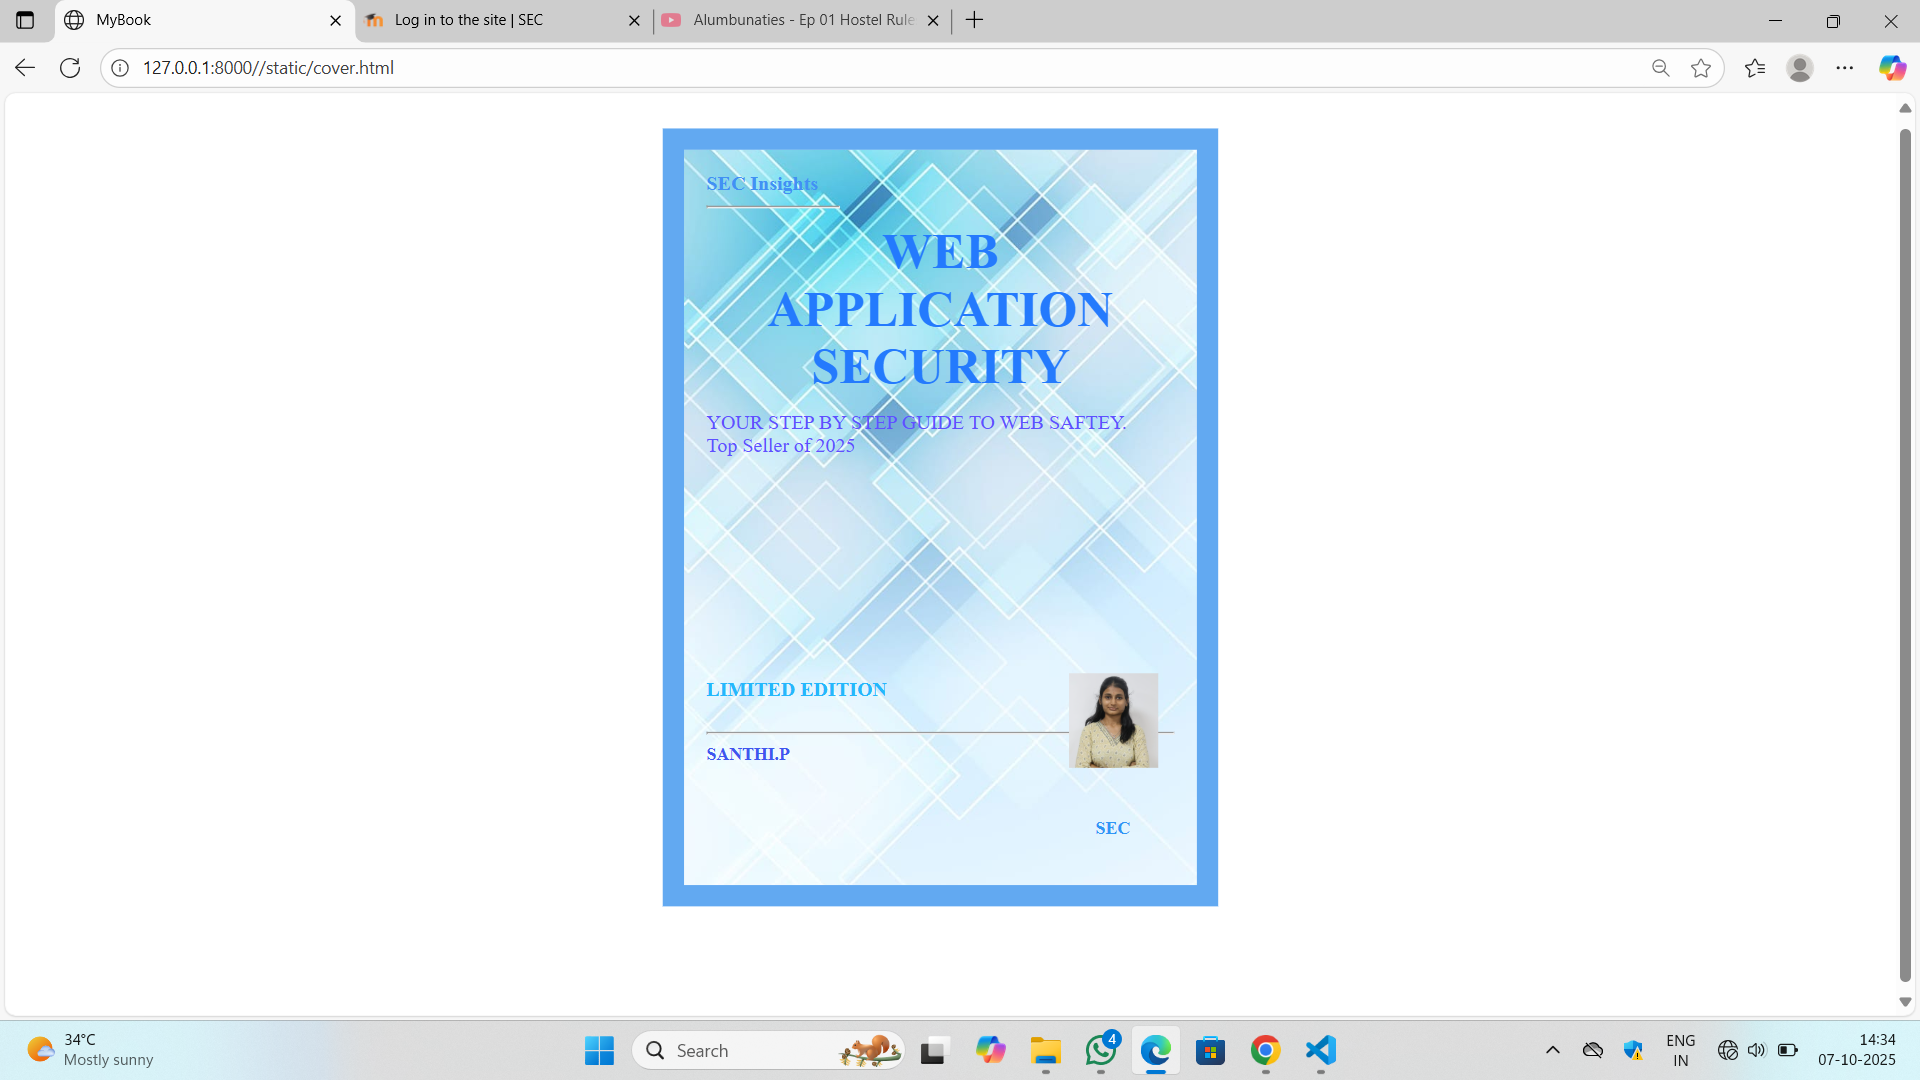 MyBook
Log in to the site | SEC
Alumbunaties - Ep 01 Hostel Rule
127.0.0.1:8000//static/cover.html
SEC Insights
WEB
APPLICATION
SECURITY
YOUR STEP BY STEP GUIDE TO WEB SAFTEY.
Top Seller of 2025
LIMITED EDITION
SANTHI.P
SEC
34°C
Mostly sunny
Search
4
ENG
IN
14:34
07-10-2025